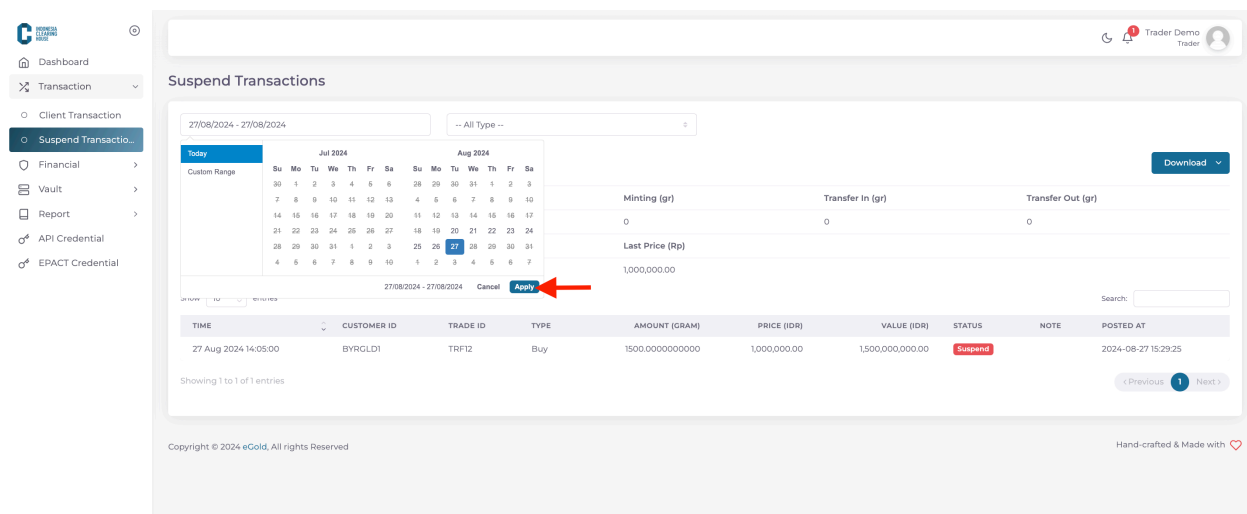 INDONESIA
CLEARING
HOUSE
Dashboard
Transaction
Client Transaction
Suspend Transactio...
Financial
Vault
Report
API Credential
EPACT Credential
1
Trader Demo
Trader
Suspend Transactions
27/08/2024 - 27/08/2024
-- All Type --
Today
Custom Range
Jul 2024
Su Mo Tu We Th Fr Sa
30 1 2 3 4 5 6
7 8 9 10 11 12 13
14 15 16 17 18 19 20
21 22 23 24 25 26 27
28 29 30 31 1 2 3
4 5 6 7 8 9 10
Aug 2024
Su Mo Tu We Th Fr Sa
28 29 30 31 1 2 3
4 5 6 7 8 9 10
11 12 13 14 15 16 17
18 19 20 21 22 23 24
25 26 27 28 29 30 31
1 2 3 4 5 6 7
27/08/2024 - 27/08/2024 Cancel Apply
Download
Minting (gr) Transfer In (gr) Transfer Out (gr)
0 0 0
Last Price (Rp)
1,000,000.00
Show 10 entries
Search:
TIME CUSTOMER ID TRADE ID TYPE AMOUNT (GRAM) PRICE (IDR) VALUE (IDR) STATUS NOTE POSTED AT
27 Aug 2024 14:05:00 BYRGLD1 TRF12 Buy 1500.0000000000 1,000,000.00 1,500,000,000.00 Suspend 2024-08-27 15:29:25
Showing 1 to 1 of 1 entries
‹ Previous 1 Next ›
Copyright © 2024 eGold, All rights Reserved
Hand-crafted & Made with